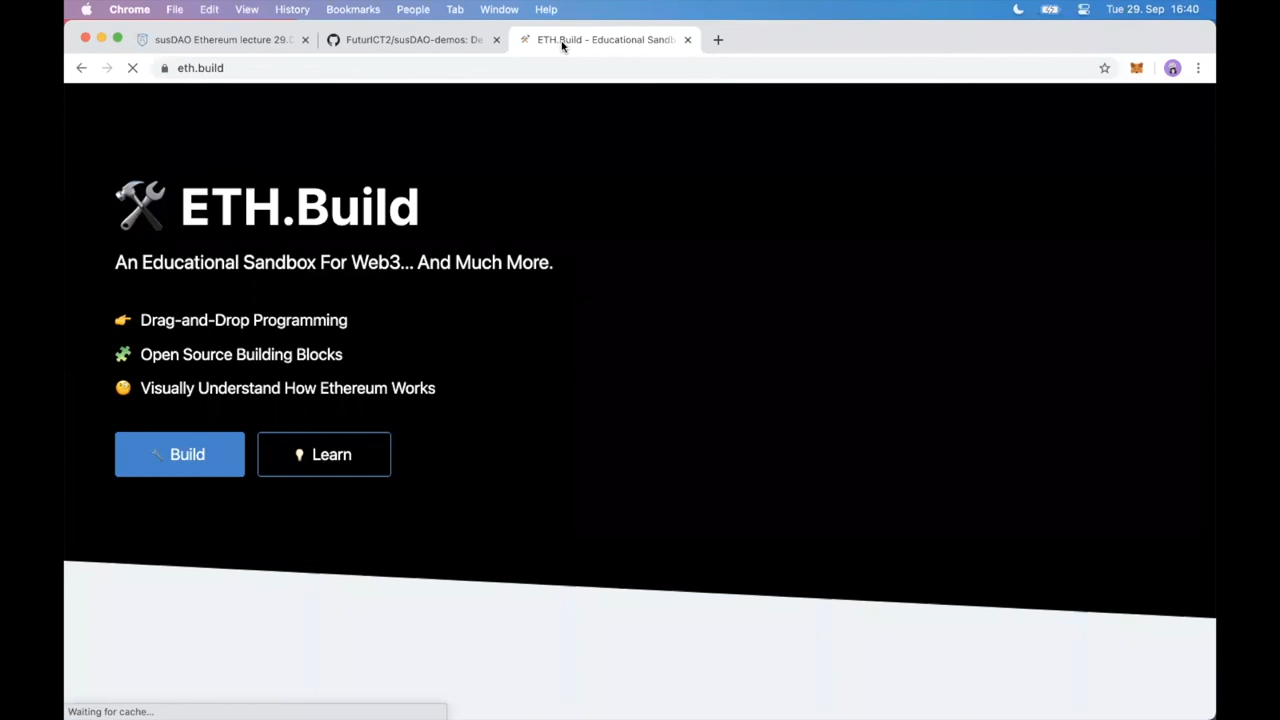 Chrome File Edit View History Bookmarks People Tab Window Help Tue 29. Sep 16:40
susDAO Ethereum lecture 29.0 FuturICT2/susDAO-demos: De ETH.Build - Educational Sandb
eth.build
ETH.Build
An Educational Sandbox For Web3... And Much More.
Drag-and-Drop Programming
Open Source Building Blocks
Visually Understand How Ethereum Works
Build Learn
Waiting for cache...